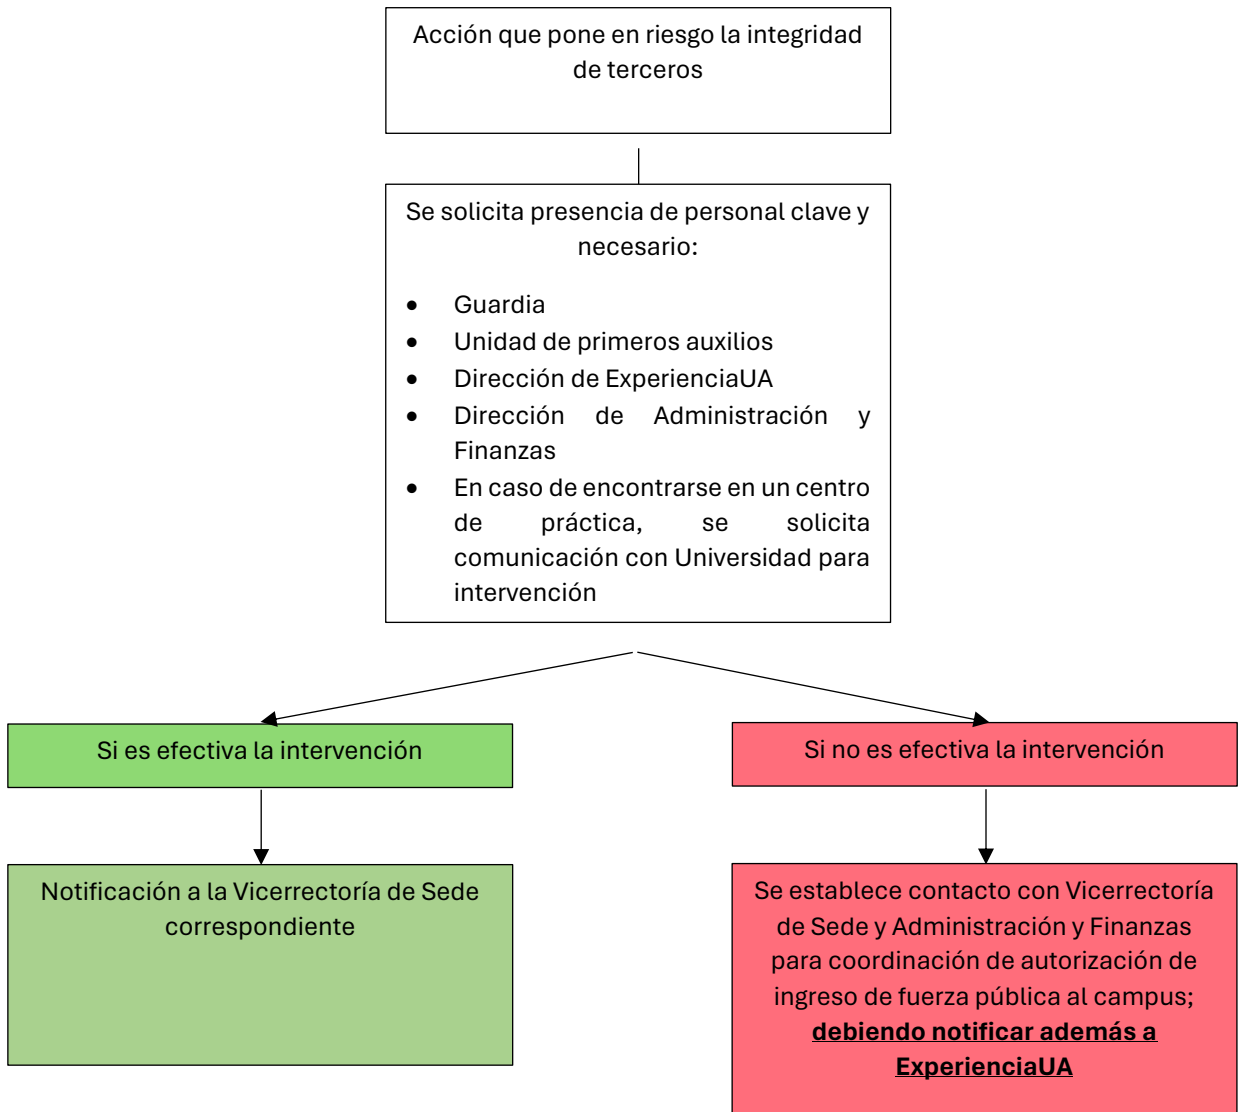 Acción que pone en riesgo la integridad
de terceros
Se solicita presencia de personal clave y
necesario:
• Guardia
• Unidad de primeros auxilios
• Dirección de ExperienciaUA
• Dirección de Administración y
Finanzas
• En caso de encontrarse en un centro
de práctica, se solicita
comunicación con Universidad para
intervención
Si es efectiva la intervención
Si no es efectiva la intervención
Notificación a la Vicerrectoría de Sede
correspondiente
Se establece contacto con Vicerrectoría
de Sede y Administración y Finanzas
para coordinación de autorización de
ingreso de fuerza pública al campus;
debiendo notificar además a
ExperienciaUA